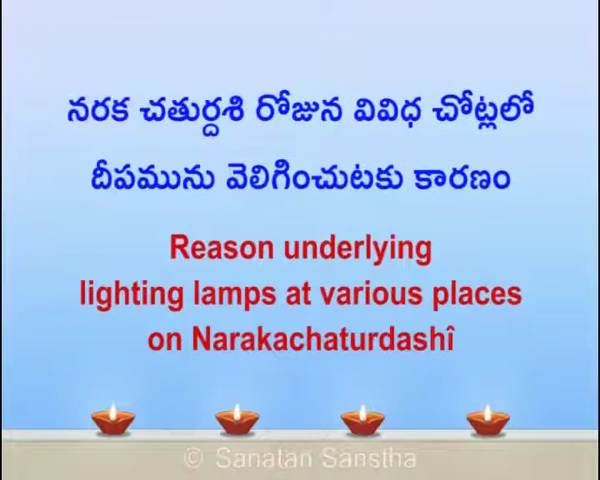 నరక చతుర్దశి రోజున వివిధ చోట్లలో
దీపమును వెలిగించుటకు కారణం
Reason underlying
lighting lamps at various places
on Narakachaturdashî
© Sanatan Sanstha